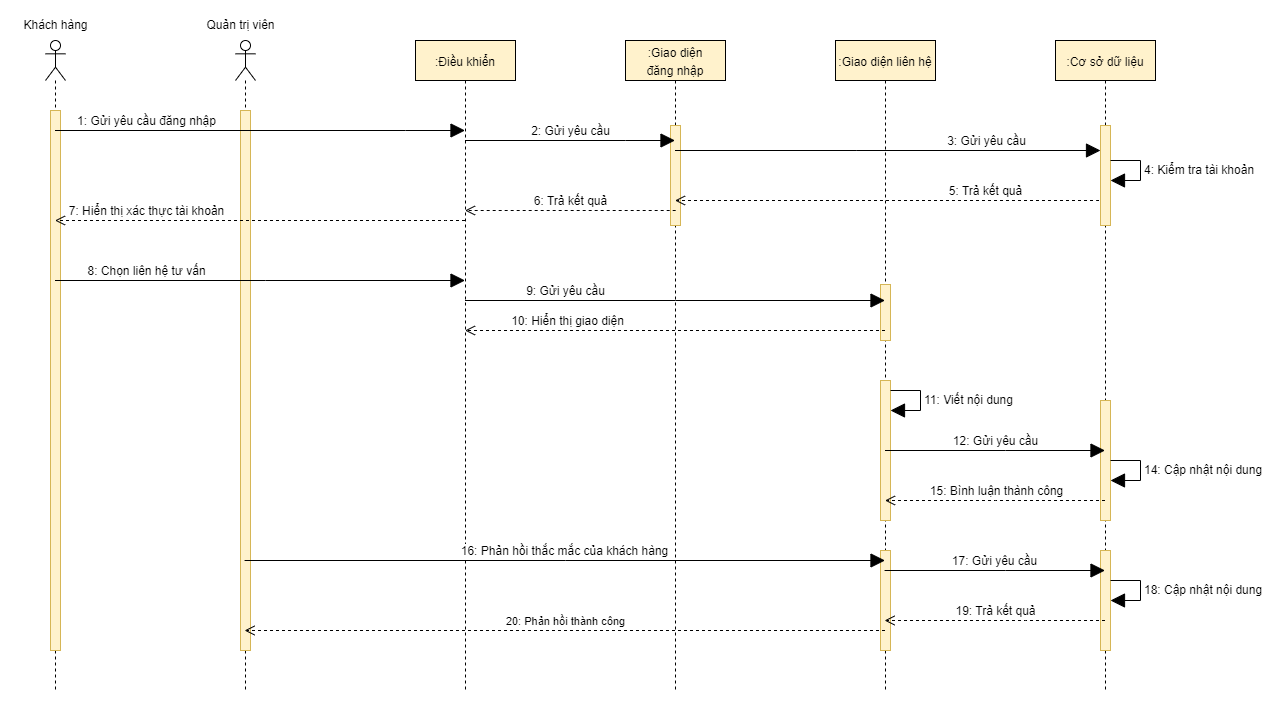 Khách hàng
Quản trị viên
:Điều khiển
:Giao diện
đăng nhập
:Giao diện liên hệ
:Cơ sở dữ liệu
1: Gửi yêu cầu đăng nhập
2: Gửi yêu cầu
3: Gửi yêu cầu
4: Kiểm tra tài khoản
5: Trả kết quả
6: Trả kết quả
7: Hiển thị xác thực tài khoản
8: Chọn liên hệ tư vấn
9: Gửi yêu cầu
10: Hiển thị giao diện
11: Viết nội dung
12: Gửi yêu cầu
14: Cập nhật nội dung
15: Bình luận thành công
16: Phản hồi thắc mắc của khách hàng
17: Gửi yêu cầu
18: Cập nhật nội dung
19: Trả kết quả
20: Phản hồi thành công